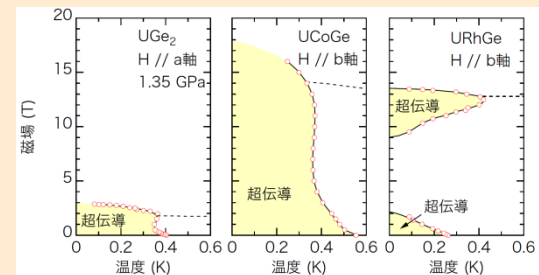 磁場 (T)
20
15
10
5
0
UGe₂
H // a軸
1.35 GPa
超伝導
0 0.2 0.4 0.6
温度 (K)
UCoGe
H // b軸
超伝導
0 0.2 0.4 0.6
温度 (K)
URhGe
H // b軸
超伝導
超伝導
0 0.2 0.4 0.6
温度 (K)